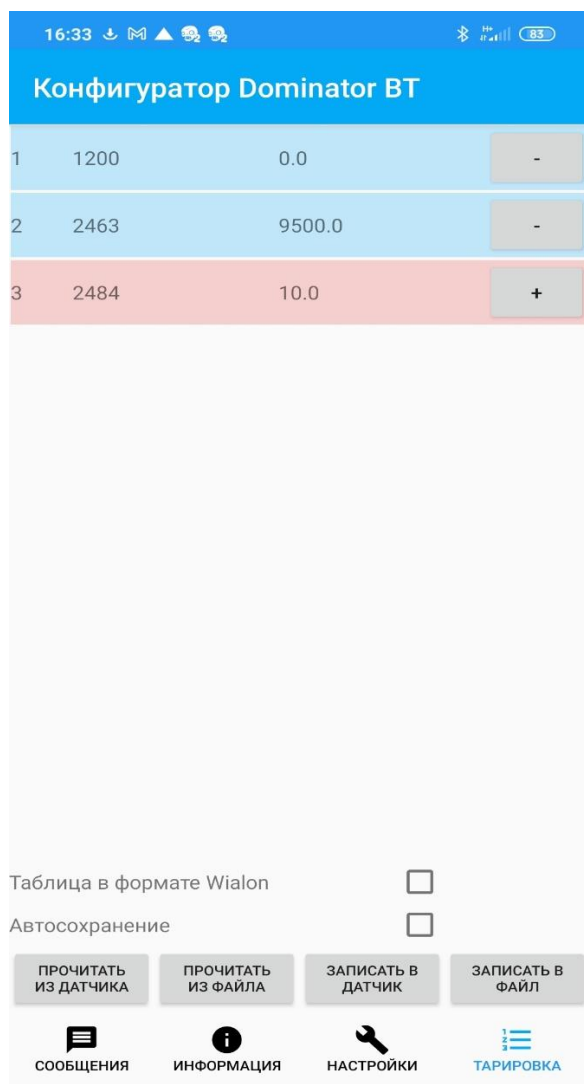 16:33
83
Конфигуратор Dominator BT
1 1200 0.0 -
2 2463 9500.0 -
3 2484 10.0 +
Таблица в формате Wialon
Автосохранение
ПРОЧИТАТЬ ИЗ ДАТЧИКА
ПРОЧИТАТЬ ИЗ ФАЙЛА
ЗАПИСАТЬ В ДАТЧИК
ЗАПИСАТЬ В ФАЙЛ
СООБЩЕНИЯ ИНФОРМАЦИЯ НАСТРОЙКИ ТАРИРОВКА